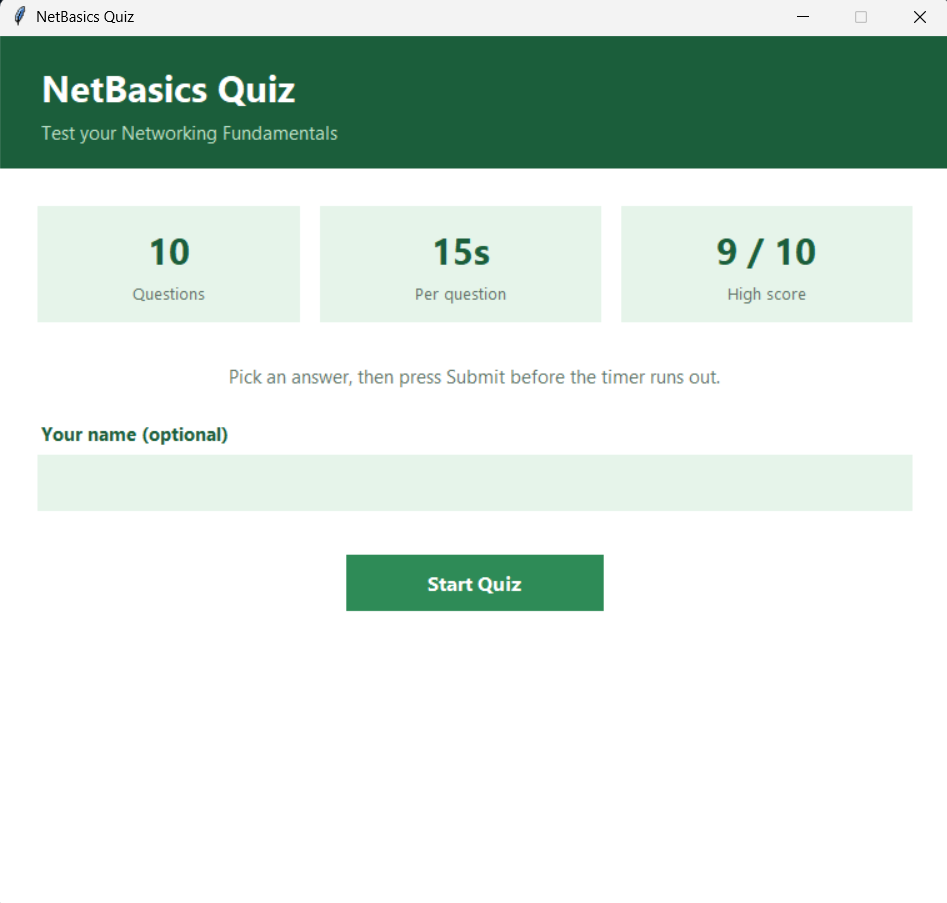 NetBasics Quiz
NetBasics Quiz
Test your Networking Fundamentals
10
Questions
15s
Per question
9 / 10
High score
Pick an answer, then press Submit before the timer runs out.
Your name (optional)
Start Quiz